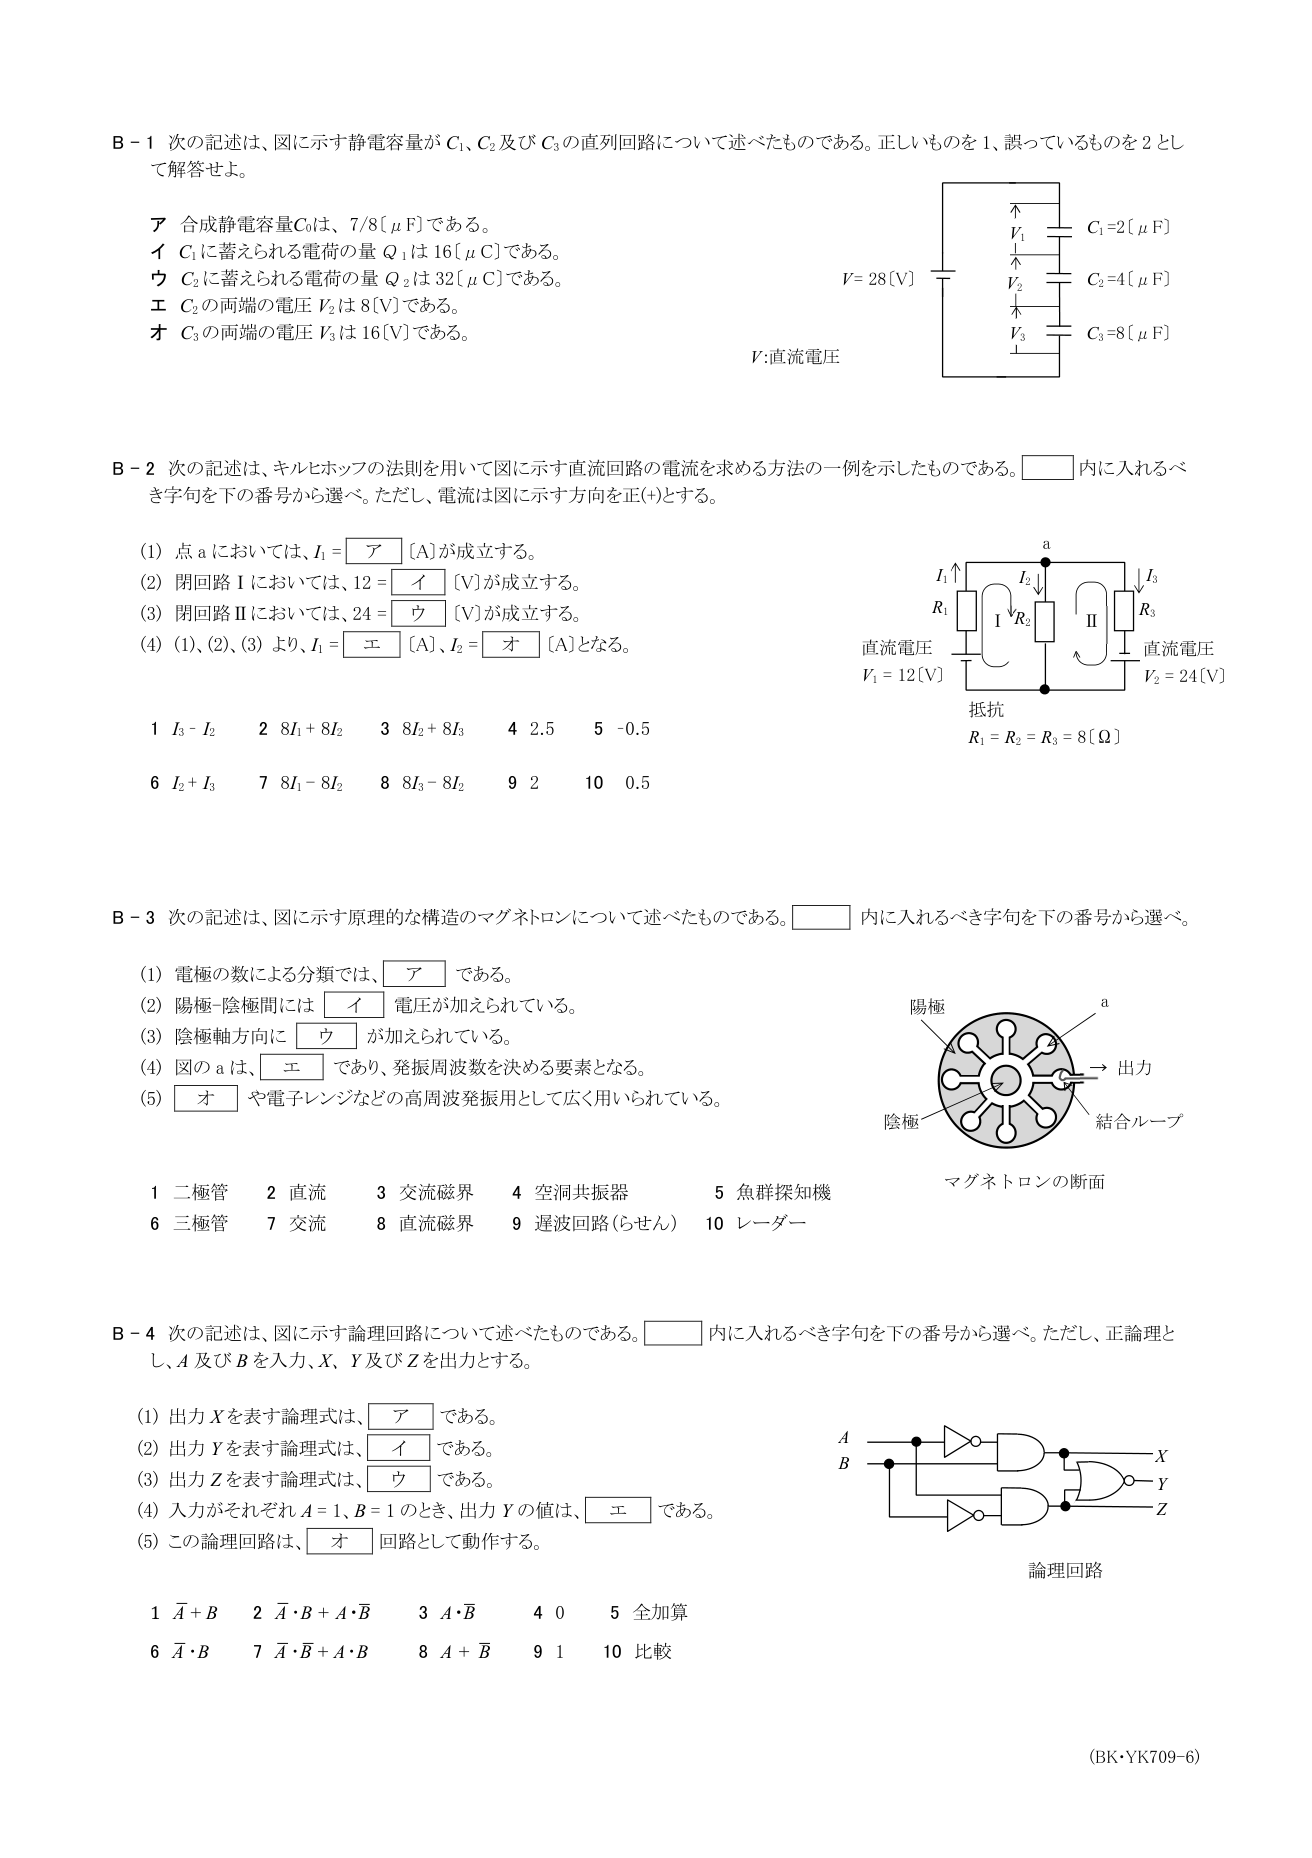 B－1 次の記述は、図に示す静電容量が C₁、C₂ 及び C₃ の直列回路について述べたものである。正しいものを 1、誤っているものを 2 とし
て解答せよ。
ア 合成静電容量C₀は、7/8〔μF〕である。
イ C₁に蓄えられる電荷の量 Q₁は 16〔μC〕である。
ウ C₂に蓄えられる電荷の量 Q₂は 32〔μC〕である。
エ C₂の両端の電圧 V₂は 8〔V〕である。
オ C₃の両端の電圧 V₃は 16〔V〕である。
V₁
C₁=2〔μF〕
V= 28〔V〕
V₂
C₂=4〔μF〕
V₃
C₃=8〔μF〕
V:直流電圧
B－2 次の記述は、キルヒホッフの法則を用いて図に示す直流回路の電流を求める方法の一例を示したものである。 内に入れるべ
き字句を下の番号から選べ。ただし、電流は図に示す方向を正(+)とする。
(1) 点 a においては、I₁ = ア 〔A〕が成立する。
(2) 閉回路 I においては、12 = イ 〔V〕が成立する。
(3) 閉回路 II においては、24 = ウ 〔V〕が成立する。
(4) (1)、(2)、(3) より、I₁ = エ 〔A〕、I₂ = オ 〔A〕となる。
a
I₁ I₂ I₃
R₁ I R₂ II R₃
直流電圧 直流電圧
V₁ = 12〔V〕 V₂ = 24〔V〕
抵抗
R₁ = R₂ = R₃ = 8〔Ω〕
1 I₃ - I₂ 2 8I₁ + 8I₂ 3 8I₂ + 8I₃ 4 2.5 5 -0.5
6 I₂ + I₃ 7 8I₁ − 8I₂ 8 8I₃ − 8I₂ 9 2 10 0.5
B－3 次の記述は、図に示す原理的な構造のマグネトロンについて述べたものである。 内に入れるべき字句を下の番号から選べ。
(1) 電極の数による分類では、 ア である。
(2) 陽極−陰極間には イ 電圧が加えられている。
(3) 陰極軸方向に ウ が加えられている。
(4) 図の a は、 エ であり、発振周波数を決める要素となる。
(5) オ や電子レンジなどの高周波発振用として広く用いられている。
陽極 a
→ 出力
陰極 結合ループ
マグネトロンの断面
1 二極管 2 直流 3 交流磁界 4 空洞共振器 5 魚群探知機
6 三極管 7 交流 8 直流磁界 9 遅波回路(らせん) 10 レーダー
B－4 次の記述は、図に示す論理回路について述べたものである。 内に入れるべき字句を下の番号から選べ。ただし、正論理と
し、A 及び B を入力、X、Y 及び Z を出力とする。
(1) 出力 X を表す論理式は、 ア である。
(2) 出力 Y を表す論理式は、 イ である。
(3) 出力 Z を表す論理式は、 ウ である。
(4) 入力がそれぞれ A = 1、B = 1 のとき、出力 Y の値は、 エ である。
(5) この論理回路は、 オ 回路として動作する。
A
B
X
Y
Z
論理回路
1 A̅ + B 2 A̅・B + A・B̅ 3 A・B̅ 4 0 5 全加算
6 A̅・B 7 A̅・B̅ + A・B 8 A + B̅ 9 1 10 比較
(BK・YK709-6)